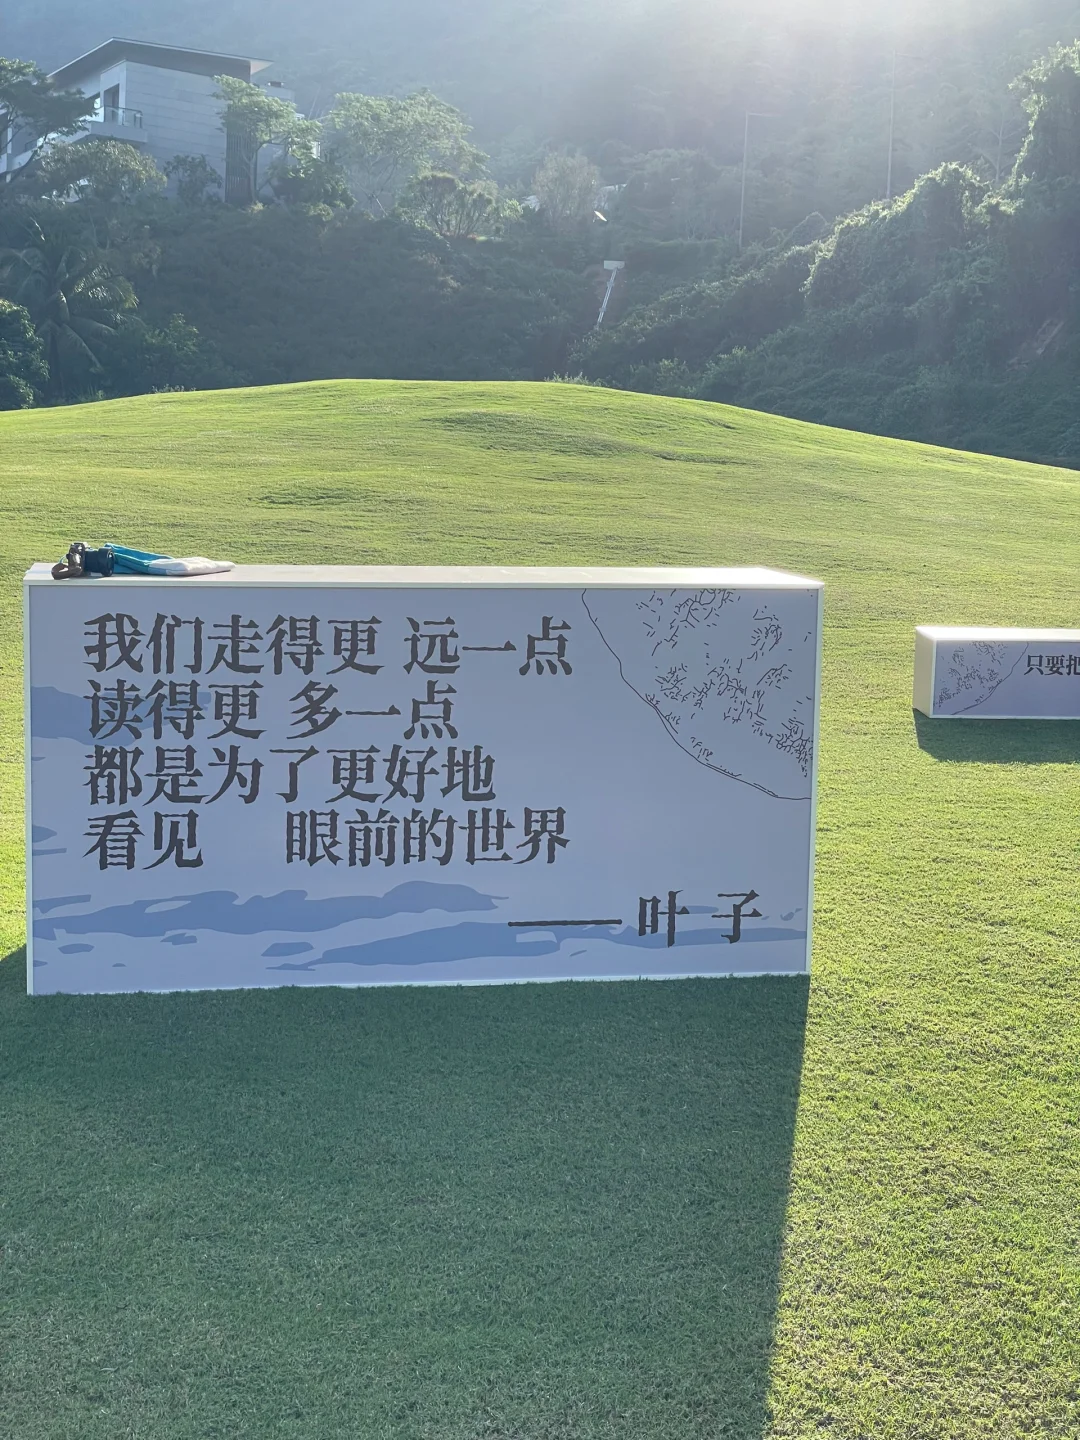 我们走得更 远一点
读得更 多一点
都是为了更好地
看见 眼前的世界
——叶子
只要把